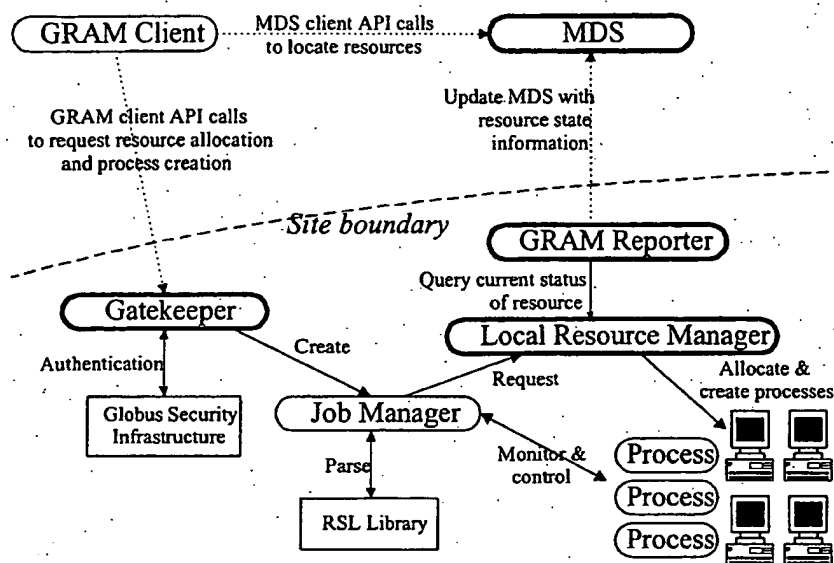 GRAM Client
MDS client API calls
to locate resources
MDS
GRAM client API calls
to request resource allocation
and process creation
Update MDS with
resource state
information
Site boundary
GRAM Reporter
Query current status
of resource
Gatekeeper
Local Resource Manager
Authentication
Create
Request
Allocate &
create processes
Globus Security
Infrastructure
Job Manager
Parse
Monitor &
control
Process
Process
Process
RSL Library